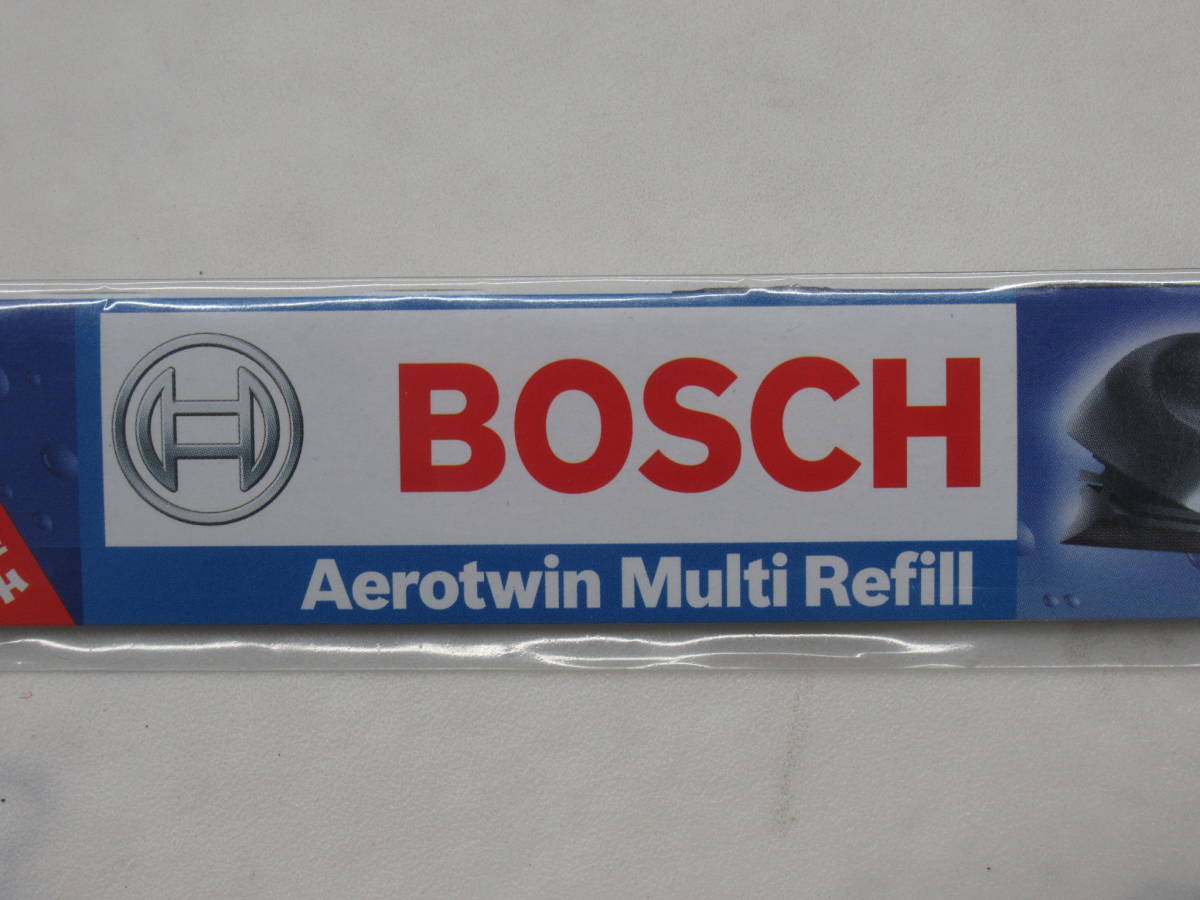 BOSCH
Aerotwin Multi Refill